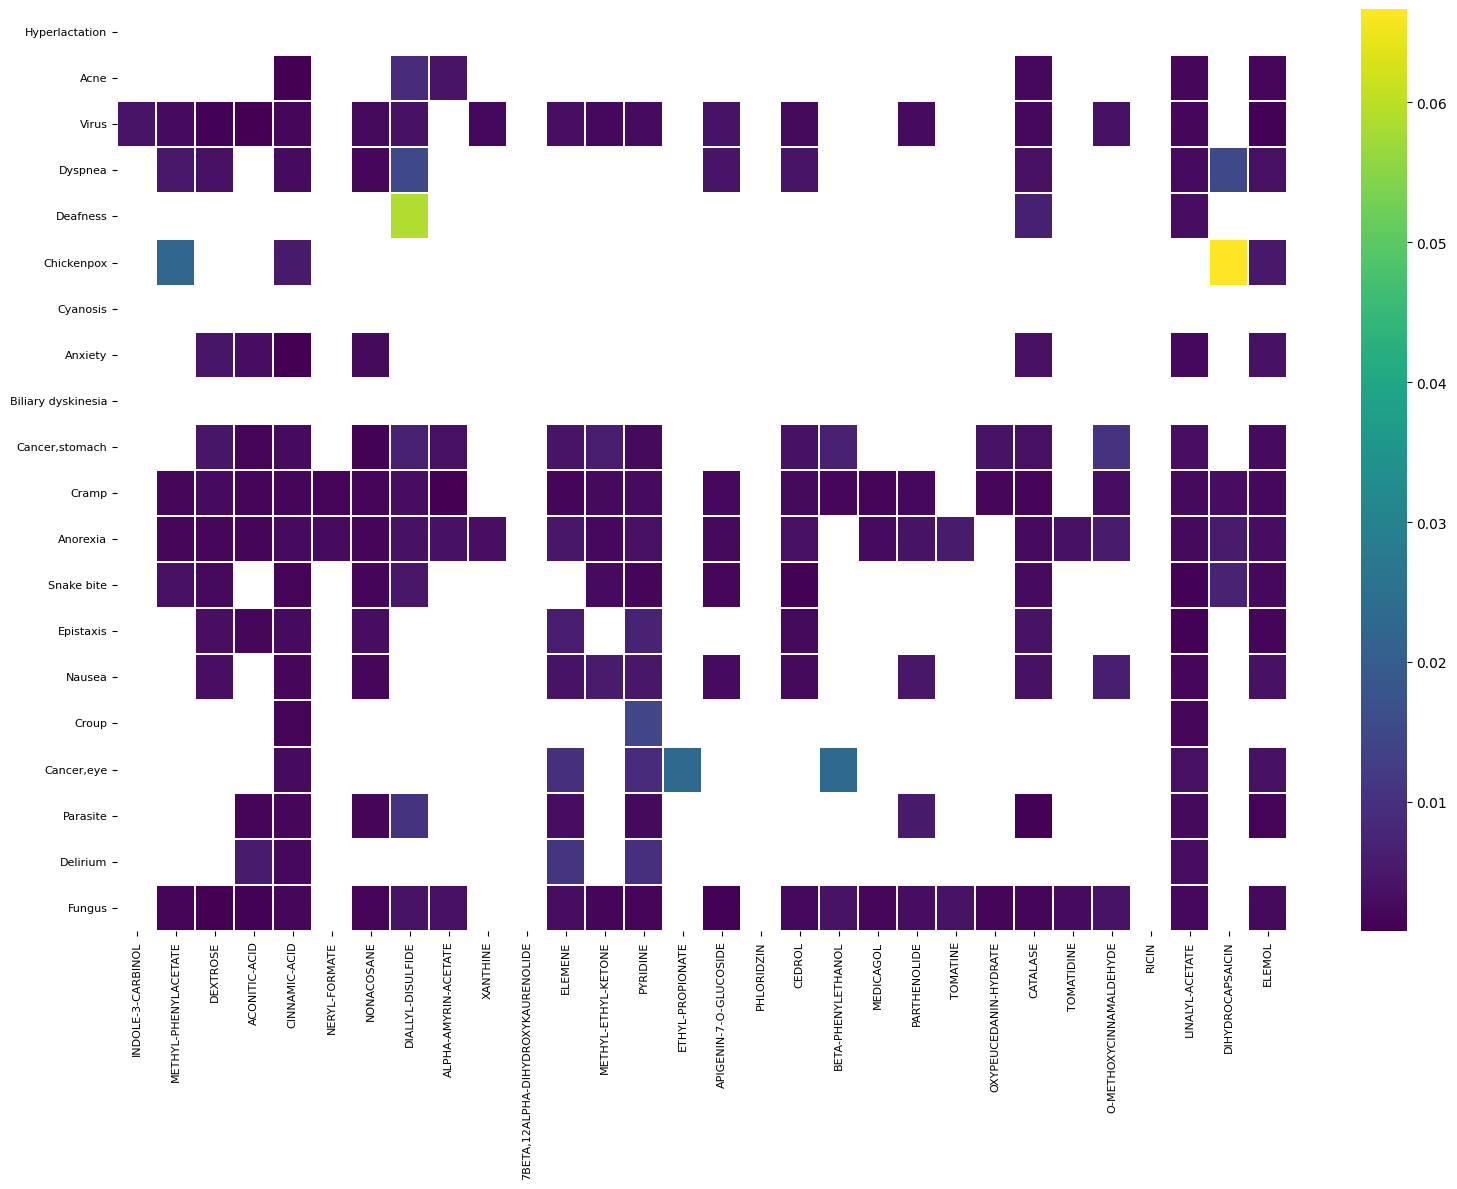 Hyperlactation
Acne
Virus
Dyspnea
Deafness
Chickenpox
Cyanosis
Anxiety
Biliary dyskinesia
Cancer,stomach
Cramp
Anorexia
Snake bite
Epistaxis
Nausea
Croup
Cancer,eye
Parasite
Delirium
Fungus
INDOLE-3-CARBINOL
METHYL-PHENYLACETATE
DEXTROSE
ACONITIC-ACID
CINNAMIC-ACID
NERYL-FORMATE
NONACOSANE
DIALLYL-DISULFIDE
ALPHA-AMYRIN-ACETATE
XANTHINE
7BETA,12ALPHA-DIHYDROXYKAURENOLIDE
ELEMENE
METHYL-ETHYL-KETONE
PYRIDINE
ETHYL-PROPIONATE
APIGENIN-7-O-GLUCOSIDE
PHLORIDZIN
CEDROL
BETA-PHENYLETHANOL
MEDICAGOL
PARTHENOLIDE
TOMATINE
OXYPEUCEDANIN-HYDRATE
CATALASE
TOMATIDINE
O-METHOXYCINNAMALDEHYDE
RICIN
LINALYL-ACETATE
DIHYDROCAPSAICIN
ELEMOL
0.06
0.05
0.04
0.03
0.02
0.01